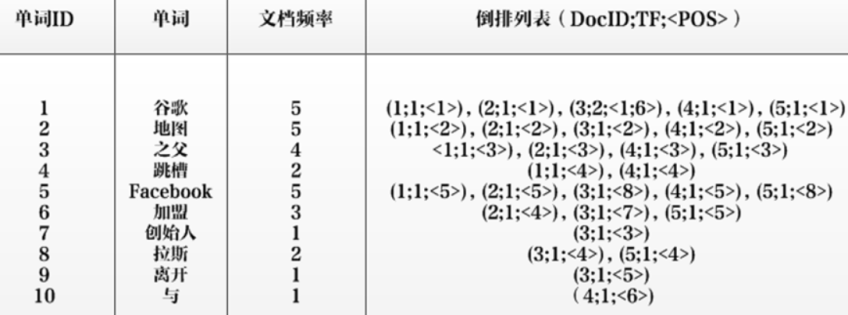 单词ID 单词 文档频率 倒排列表（DocID;TF;<POS>）
1 谷歌 5 (1;1;<1>), (2;1;<1>), (3;2;<1;6>), (4;1;<1>), (5;1;<1>)
2 地图 5 (1;1;<2>), (2;1;<2>), (3;1;<2>), (4;1;<2>), (5;1;<2>)
3 之父 4 <1;1;<3>), (2;1;<3>), (4;1;<3>), (5;1;<3>)
4 跳槽 2 (1;1;<4>), (4;1;<4>)
5 Facebook 5 (1;1;<5>), (2;1;<5>), (3;1;<8>), (4;1;<5>), (5;1;<8>)
6 加盟 3 (2;1;<4>), (3;1;<7>), (5;1;<5>)
7 创始人 1 (3;1;<3>)
8 拉斯 2 (3;1;<4>), (5;1;<4>)
9 离开 1 (3;1;<5>)
10 与 1 (4;1;<6>)